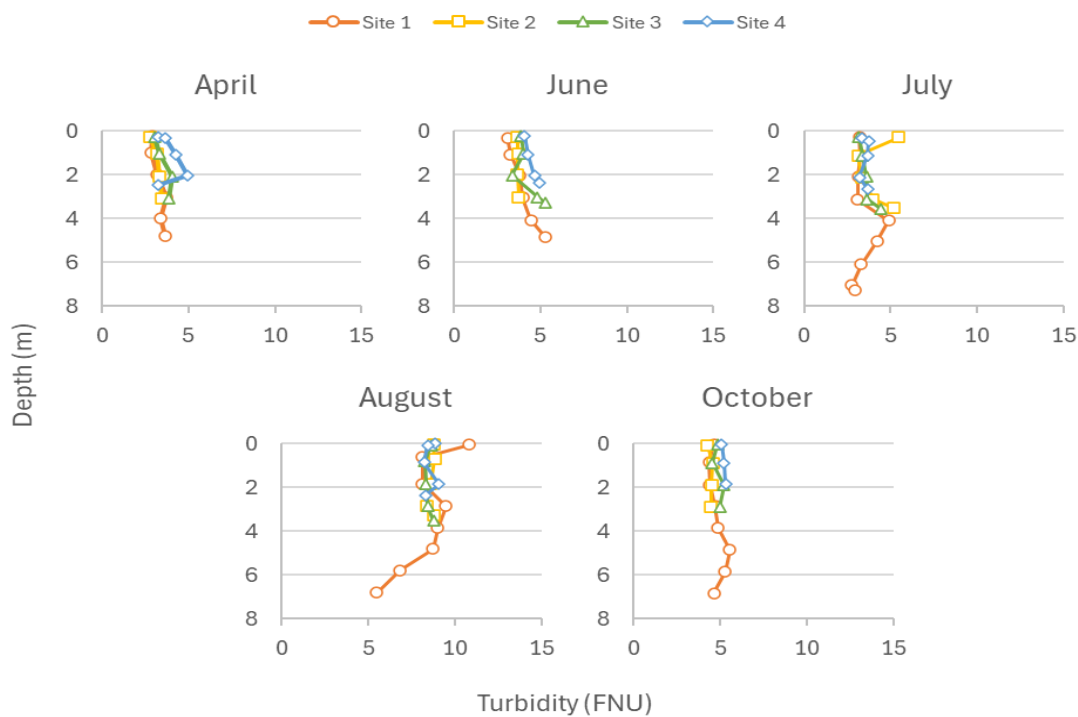 Site 1 Site 2 Site 3 Site 4
April June July
0 0 0
2 2 2
4 4 4
6 6 6
8 8 8
0 5 10 15 0 5 10 15 0 5 10 15
Depth (m)
August October
0 0
2 2
4 4
6 6
8 8
0 5 10 15 0 5 10 15
Turbidity (FNU)